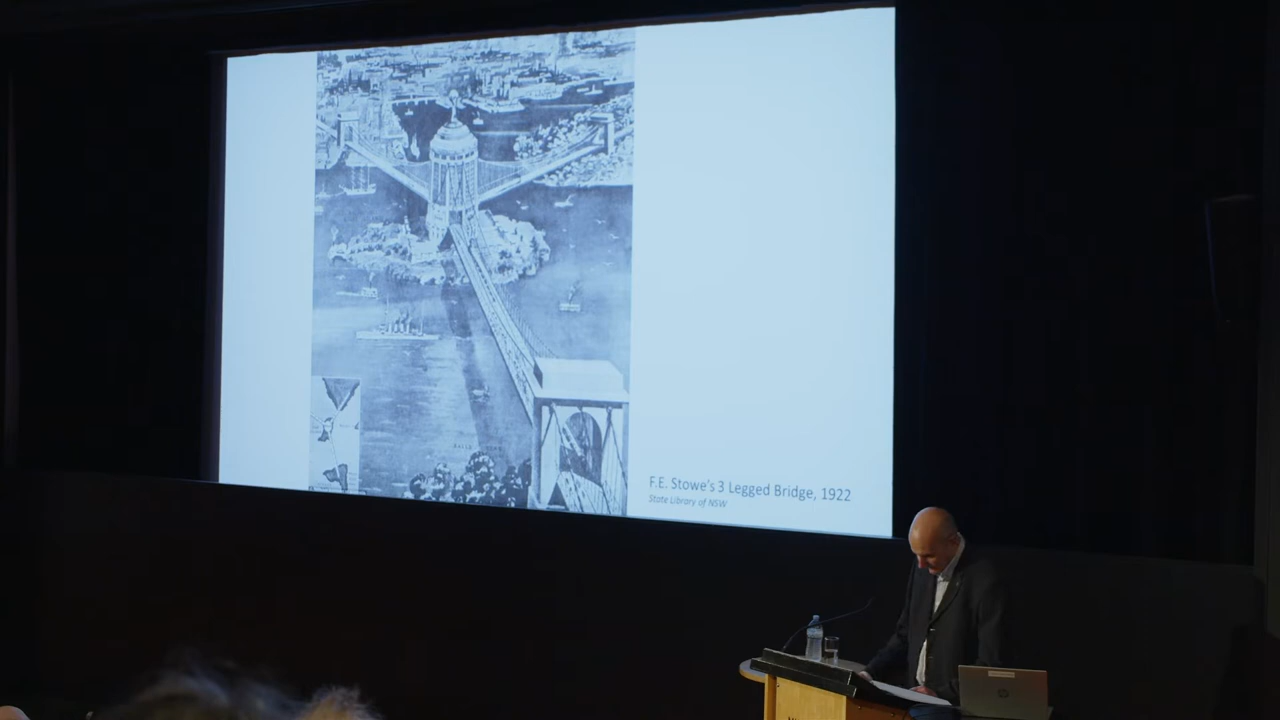 F.E. Stowe's 3 Legged Bridge, 1922
State Library of NSW